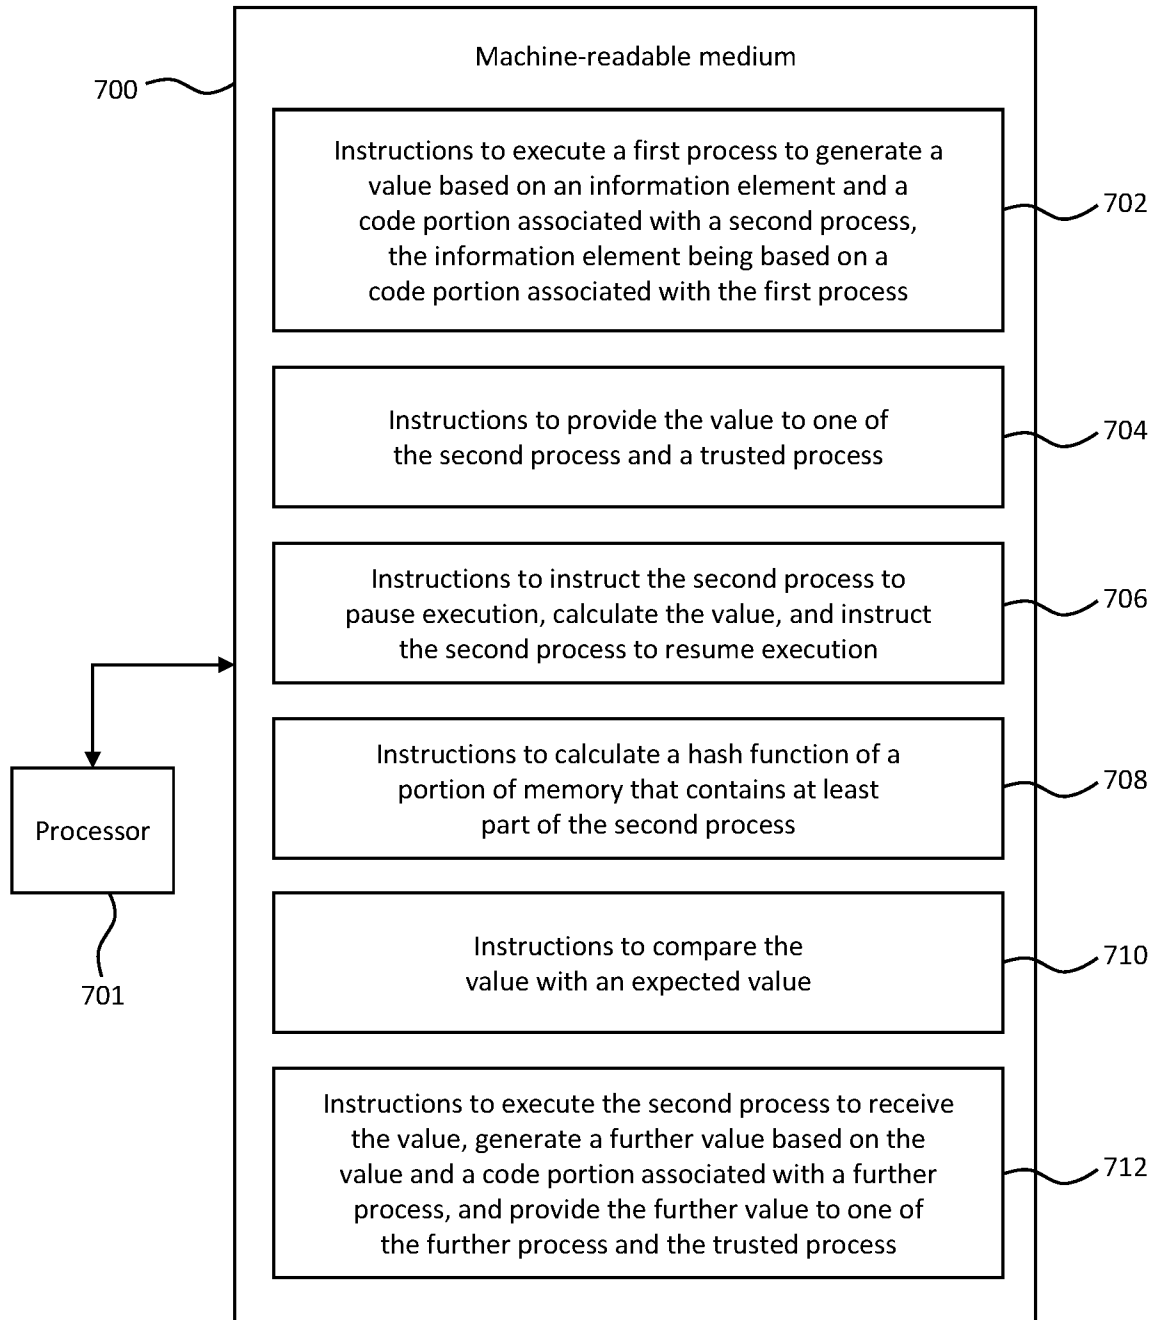 Machine-readable medium
700
Instructions to execute a first process to generate a
value based on an information element and a
code portion associated with a second process,
the information element being based on a
code portion associated with the first process
702
Instructions to provide the value to one of
the second process and a trusted process
704
Instructions to instruct the second process to
pause execution, calculate the value, and instruct
the second process to resume execution
706
Instructions to calculate a hash function of a
portion of memory that contains at least
part of the second process
708
Processor
701
Instructions to compare the
value with an expected value
710
Instructions to execute the second process to receive
the value, generate a further value based on the
value and a code portion associated with a further
process, and provide the further value to one of
the further process and the trusted process
712